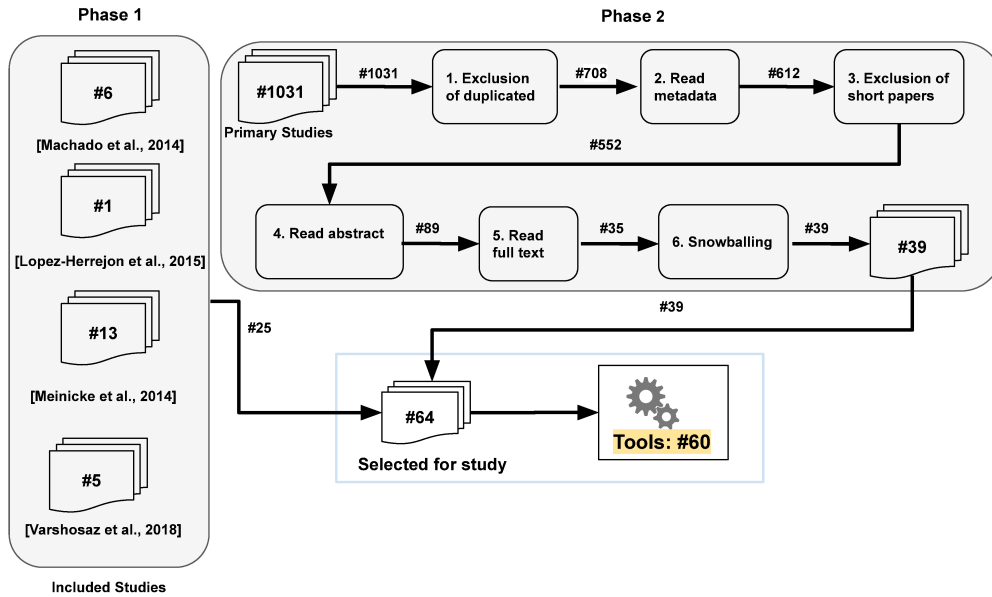 Phase 1
Phase 2
#6
[Machado et al., 2014]
#1
[Lopez-Herrejon et al., 2015]
#13
[Meinicke et al., 2014]
#5
[Varshosaz et al., 2018]
Included Studies
#1031
Primary Studies
#1031
1. Exclusion
of duplicated
#708
2. Read
metadata
#612
3. Exclusion of
short papers
#552
4. Read abstract
#89
5. Read
full text
#35
6. Snowballing
#39
#39
#39
#25
#64
Selected for study
Tools: #60